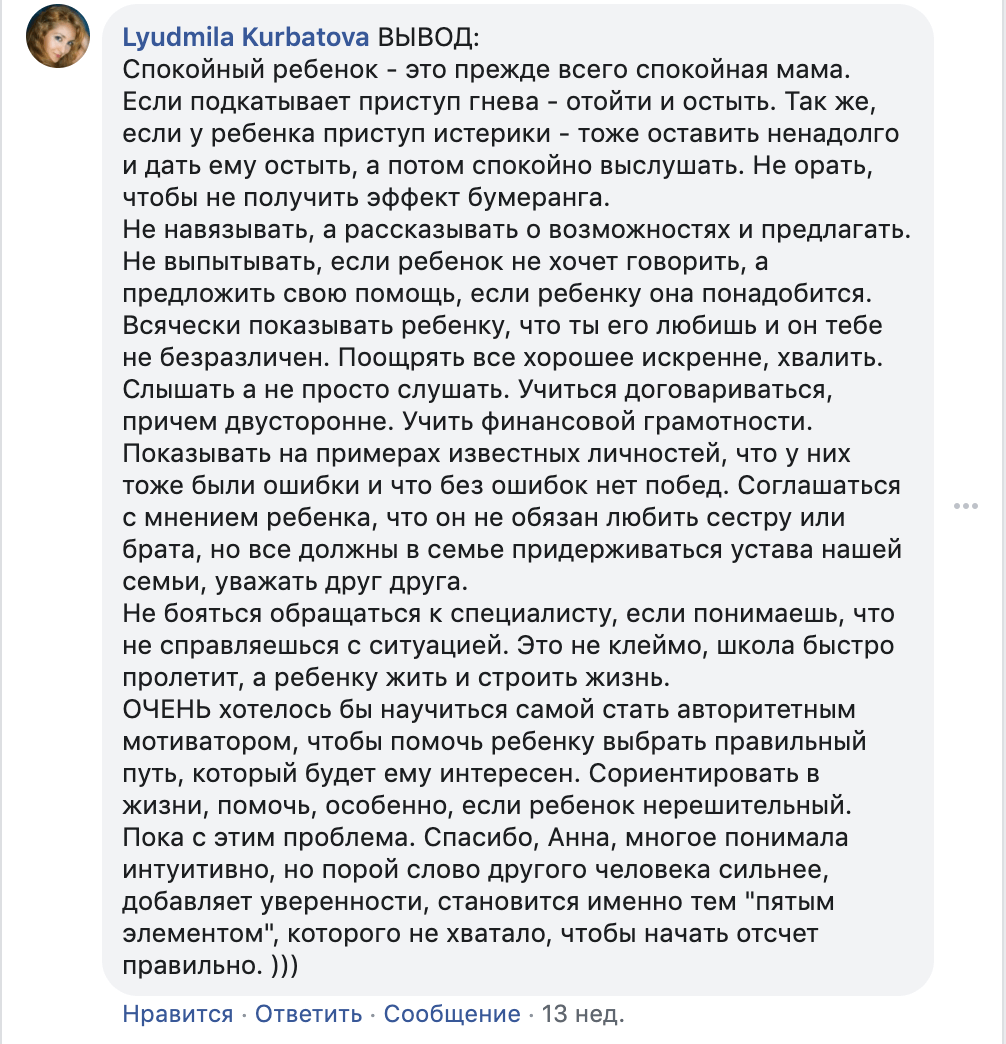 Lyudmila Kurbatova ВЫВОД:
Спокойный ребенок - это прежде всего спокойная мама.
Если подкатывает приступ гнева - отойти и остыть. Так же,
если у ребенка приступ истерики - тоже оставить ненадолго
и дать ему остыть, а потом спокойно выслушать. Не орать,
чтобы не получить эффект бумеранга.
Не навязывать, а рассказывать о возможностях и предлагать.
Не выпытывать, если ребенок не хочет говорить, а
предложить свою помощь, если ребенку она понадобится.
Всячески показывать ребенку, что ты его любишь и он тебе
не безразличен. Поощрять все хорошее искренне, хвалить.
Слышать а не просто слушать. Учиться договариваться,
причем двусторонне. Учить финансовой грамотности.
Показывать на примерах известных личностей, что у них
тоже были ошибки и что без ошибок нет побед. Соглашаться
с мнением ребенка, что он не обязан любить сестру или
брата, но все должны в семье придерживаться устава нашей
семьи, уважать друг друга.
Не бояться обращаться к специалисту, если понимаешь, что
не справляешься с ситуацией. Это не клеймо, школа быстро
пролетит, а ребенку жить и строить жизнь.
ОЧЕНЬ хотелось бы научиться самой стать авторитетным
мотиватором, чтобы помочь ребенку выбрать правильный
путь, который будет ему интересен. Сориентировать в
жизни, помочь, особенно, если ребенок нерешительный.
Пока с этим проблема. Спасибо, Анна, многое понимала
интуитивно, но порой слово другого человека сильнее,
добавляет уверенности, становится именно тем "пятым
элементом", которого не хватало, чтобы начать отсчет
правильно. )))
Нравится · Ответить · Сообщение · 13 нед.